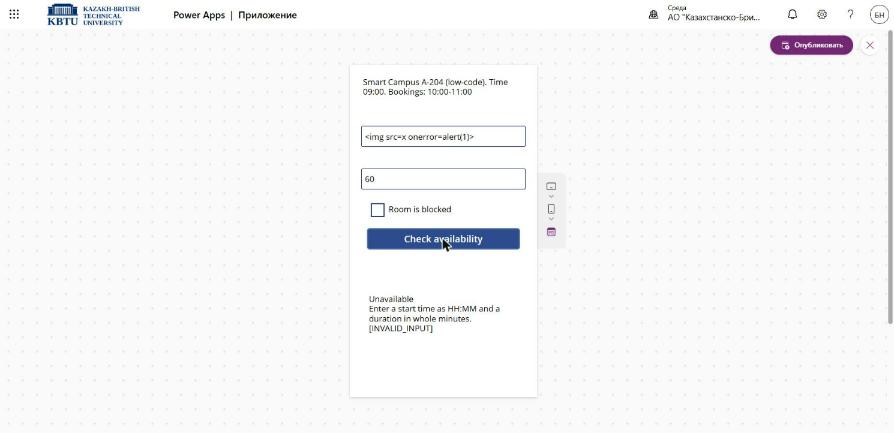 KBTU
KAZAKH-BRITISH
TECHNICAL
UNIVERSITY
Power Apps | Приложение
Среда
АО "Казахстанско-Бри...
БН
Опубликовать
Smart Campus A-204 (low-code). Time
09:00. Bookings: 10:00-11:00
<img src=x onerror=alert(1)>
60
Room is blocked
Check availability
Unavailable
Enter a start time as HH:MM and a
duration in whole minutes.
[INVALID_INPUT]